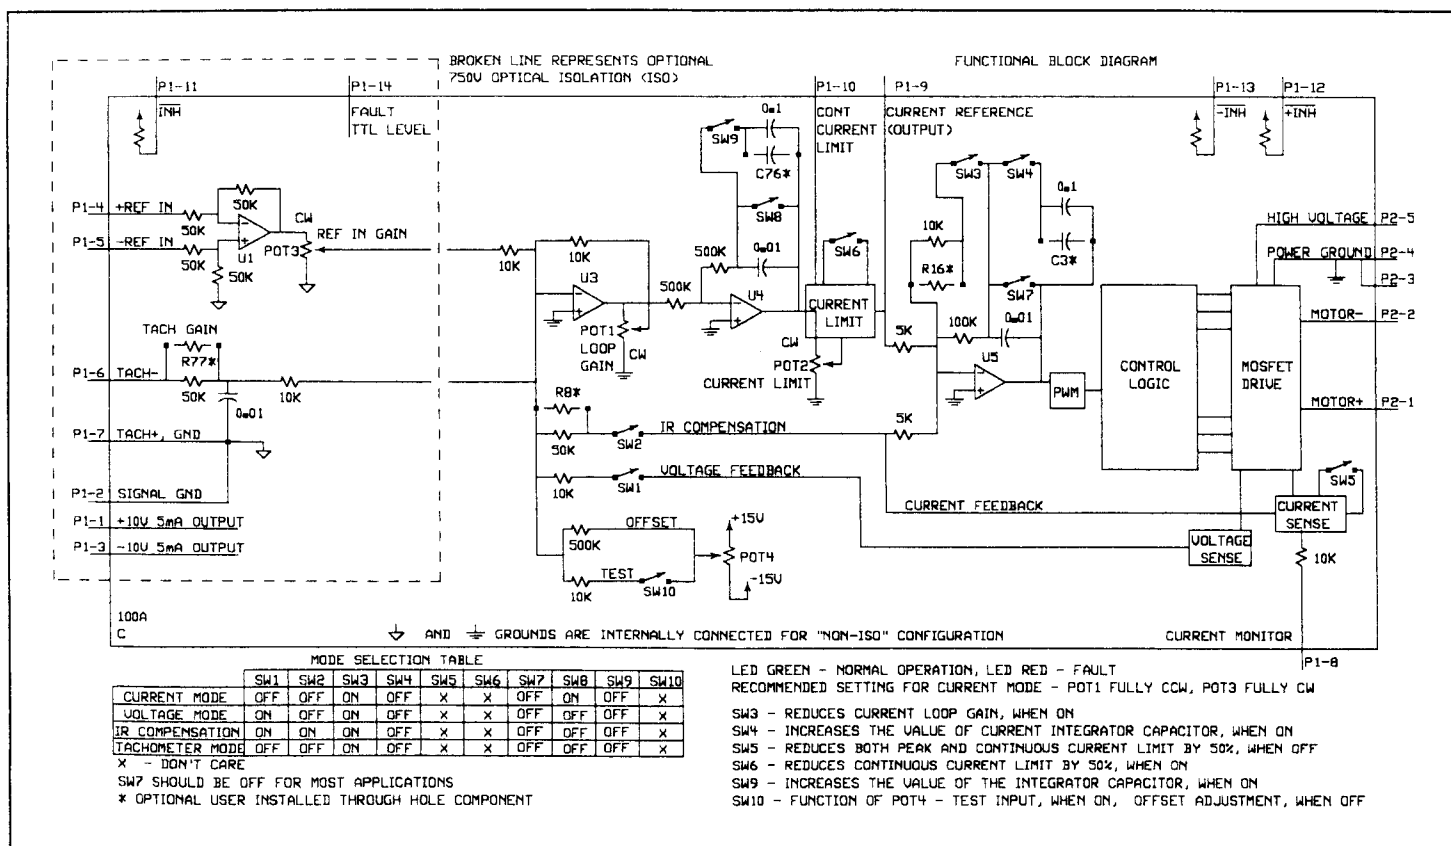 BROKEN LINE REPRESENTS OPTIONAL
750V OPTICAL ISOLATION (ISO)
FUNCTIONAL BLOCK DIAGRAM
P1-11
P1-14
P1-10
P1-9
P1-13
P1-12
INH
FAULT
TTL LEVEL
CONT
CURRENT
LIMIT
CURRENT REFERENCE
(OUTPUT)
-INH
+INH
0.1
SW9
C76*
SW8
SW3
SW4
0.1
C3*
SW7
50K
P1-4
+REF IN
50K
CW
REF IN GAIN
P1-5
-REF IN
50K
U1
POT3
50K
10K
10K
U3
500K
500K
0.01
U4
SW6
CURRENT
LIMIT
10K
R16*
100K
0.01
5K
U5
HIGH VOLTAGE
P2-5
POWER GROUND
P2-4
P2-3
MOTOR-
P2-2
MOTOR+
P2-1
TACH GAIN
R77*
P1-6
TACH-
50K
10K
0.01
POT1
LOOP
GAIN
CW
CW
POT2
CURRENT LIMIT
PWM
CONTROL
LOGIC
MOSFET
DRIVE
P1-7
TACH+, GND
R8*
50K
SW2
IR COMPENSATION
5K
10K
SW1
VOLTAGE FEEDBACK
SW5
P1-2
SIGNAL GND
CURRENT FEEDBACK
CURRENT
SENSE
P1-1
+10V 5mA OUTPUT
P1-3
-10V 5mA OUTPUT
OFFSET
500K
+15V
POT4
-15V
TEST
10K
SW10
VOLTAGE
SENSE
10K
100A
C
AND
GROUNDS ARE INTERNALLY CONNECTED FOR "NON-ISO" CONFIGURATION
CURRENT MONITOR
P1-8
MODE SELECTION TABLE
SW1 SW2 SW3 SW4 SW5 SW6 SW7 SW8 SW9 SW10
CURRENT MODE OFF OFF ON OFF X X OFF ON OFF X
VOLTAGE MODE ON OFF ON OFF X X OFF OFF OFF X
IR COMPENSATION ON ON ON OFF X X OFF OFF OFF X
TACHOMETER MODE OFF OFF ON OFF X X OFF OFF OFF X
X - DON'T CARE
SW7 SHOULD BE OFF FOR MOST APPLICATIONS
* OPTIONAL USER INSTALLED THROUGH HOLE COMPONENT
LED GREEN - NORMAL OPERATION, LED RED - FAULT
RECOMMENDED SETTING FOR CURRENT MODE - POT1 FULLY CCW, POT3 FULLY CW
SW3 - REDUCES CURRENT LOOP GAIN, WHEN ON
SW4 - INCREASES THE VALUE OF CURRENT INTEGRATOR CAPACITOR, WHEN ON
SW5 - REDUCES BOTH PEAK AND CONTINUOUS CURRENT LIMIT BY 50%, WHEN OFF
SW6 - REDUCES CONTINUOUS CURRENT LIMIT BY 50%, WHEN ON
SW9 - INCREASES THE VALUE OF THE INTEGRATOR CAPACITOR, WHEN ON
SW10 - FUNCTION OF POT4 - TEST INPUT, WHEN ON, OFFSET ADJUSTMENT, WHEN OFF